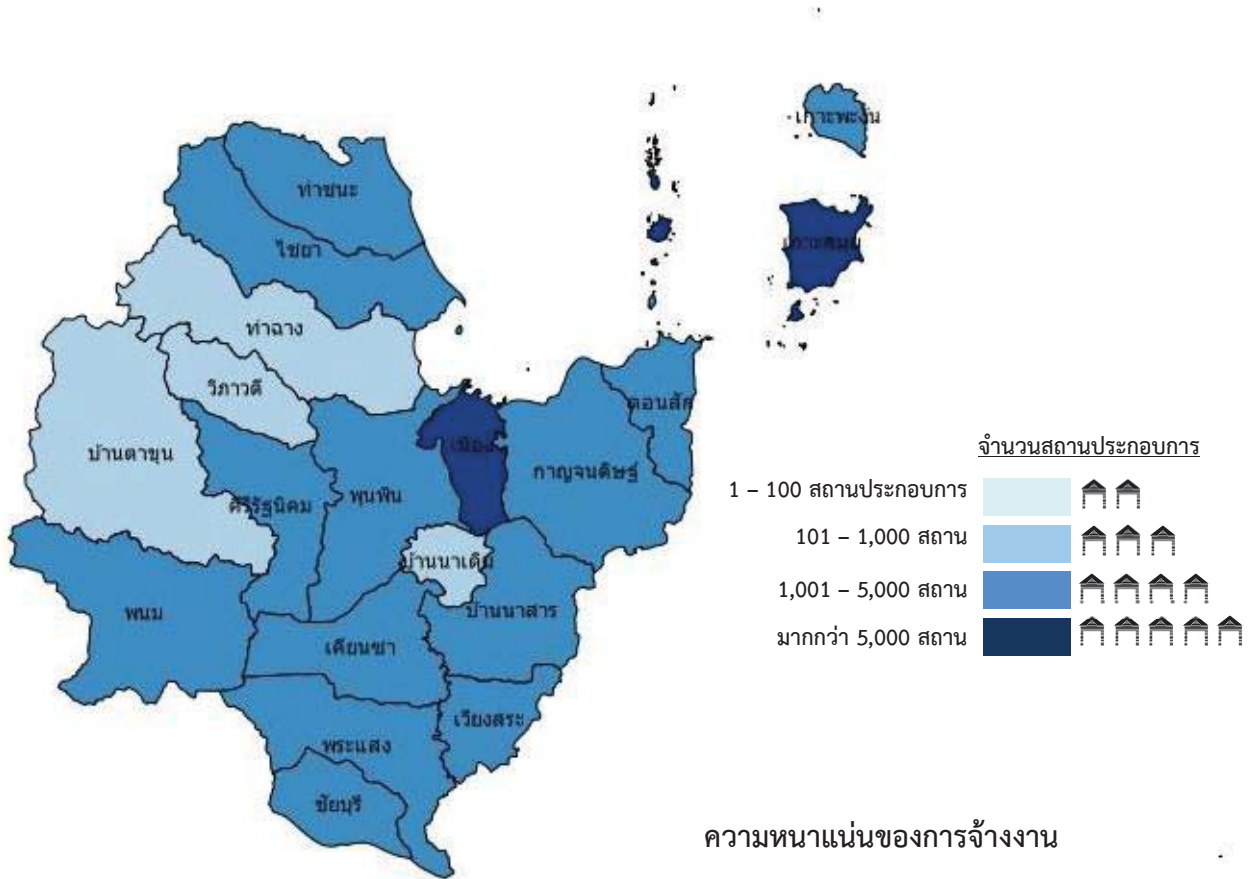 เกาะพะงัน
ท่าชนะ
เกาะสมุย
ไชยา
ท่าฉาง
วิภาวดี
ดอนสัก
เมือง
บ้านตาขุน
กาญจนดิษฐ์
พุนพิน
คีรีรัฐนิคม
บ้านนาเดิม
พนม
บ้านนาสาร
เคียนซา
เวียงสระ
พระแสง
ชัยบุรี
จำนวนสถานประกอบการ
1 – 100 สถานประกอบการ
101 – 1,000 สถาน
1,001 – 5,000 สถาน
มากกว่า 5,000 สถาน
ความหนาแน่นของการจ้างงาน